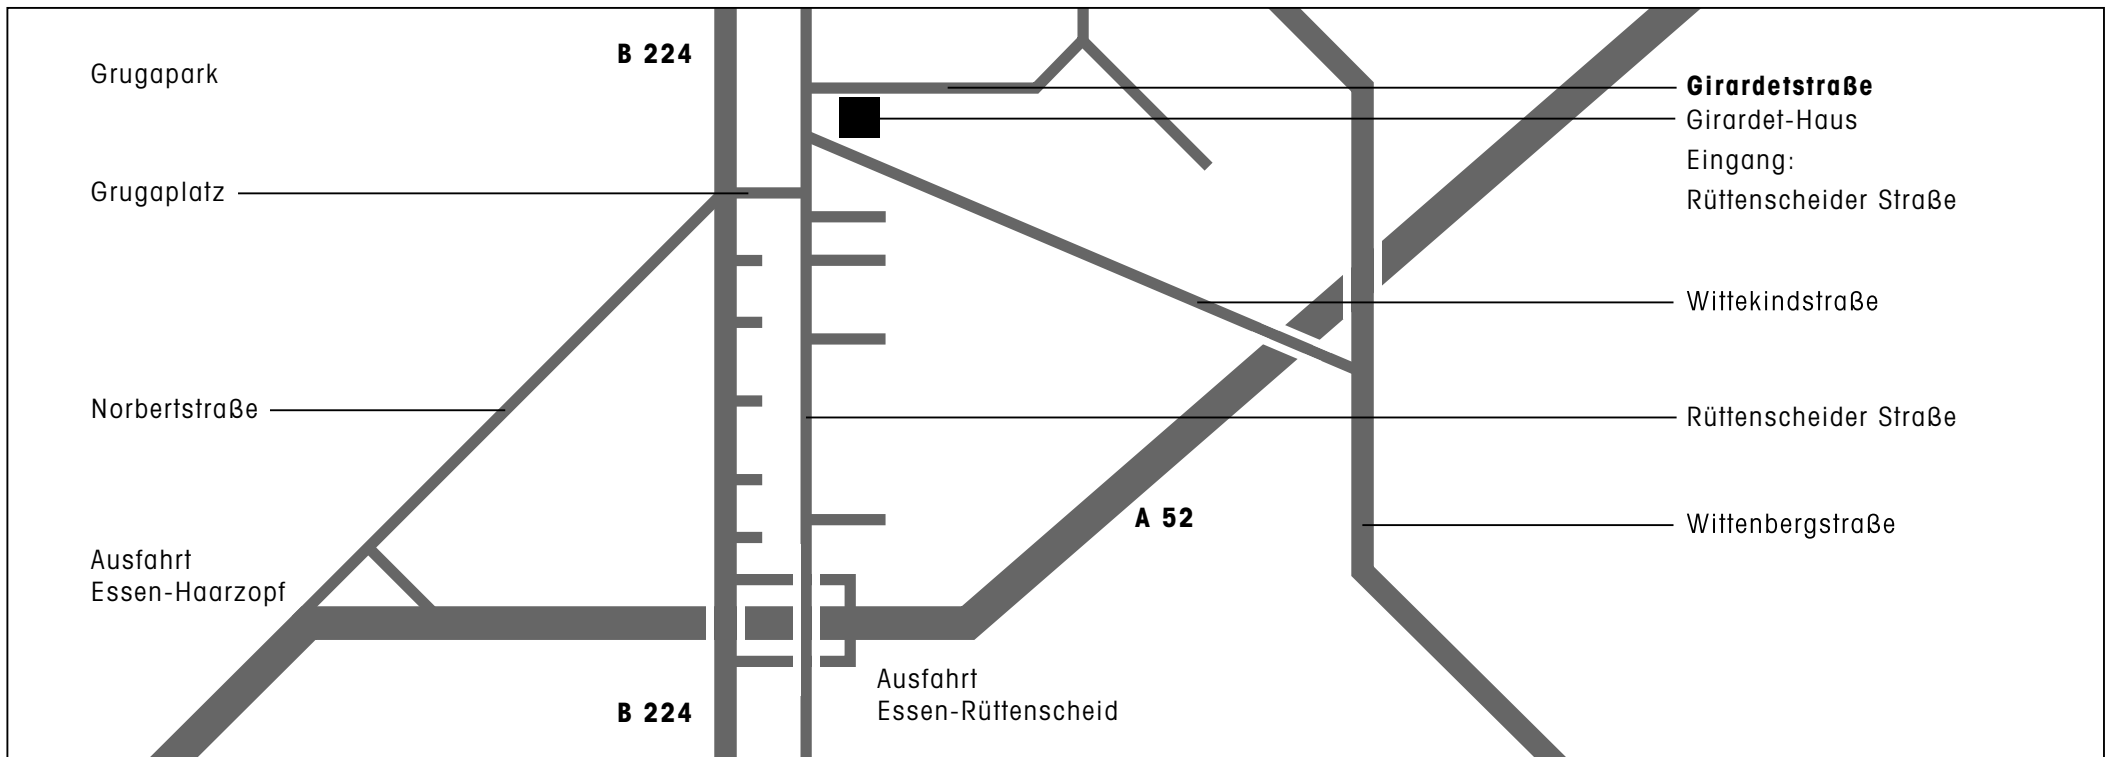 B 224
Grugapark
Grugaplatz
Norbertstraße
Ausfahrt
Essen-Haarzopf
B 224
Ausfahrt
Essen-Rüttenscheid
A 52
Girardetstraße
Girardet-Haus
Eingang:
Rüttenscheider Straße
Wittekindstraße
Rüttenscheider Straße
Wittenbergstraße